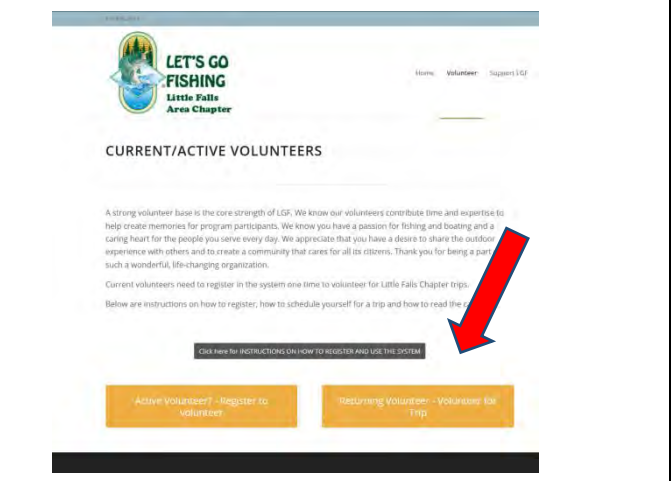 LET'S GO
FISHING
Little Falls
Area Chapter
Home Volunteer Support LGF
CURRENT/ACTIVE VOLUNTEERS
A strong volunteer base is the core strength of LGF. We know our volunteers contribute time and expertise to
help create memories for program participants. We know you have a passion for fishing and boating and a
caring heart for the people you serve every day. We appreciate that you have a desire to share the outdoor
experience with others and to create a community that cares for all its citizens. Thank you for being a part
such a wonderful, life-changing organization.
Current volunteers need to register in the system one time to volunteer for Little Falls Chapter trips.
Below are instructions on how to register, how to schedule yourself for a trip and how to read the
Click here for INSTRUCTIONS ON HOW TO REGISTER AND USE THE SYSTEM
Active Volunteer? - Register to
volunteer
Returning Volunteer - Volunteer for
Trip